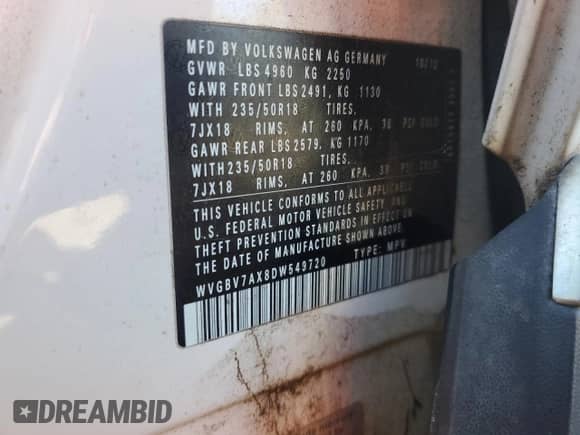 MFD BY VOLKSWAGEN AG GERMANY
GVWR LBS 4960 KG 2250
GAWR FRONT LBS 2491, KG 1130
WITH 235/50R18 TIRES,
7JX18 RIMS, AT 260 KPA,
GAWR REAR LBS 2579, KG 1170
WITH 235/50R18 TIRES,
7JX18 RIMS, AT 260 KPA,
THIS VEHICLE CONFORMS TO ALL APPLICABLE
U.S. FEDERAL MOTOR VEHICLE SAFETY, AND
THEFT PREVENTION STANDARDS IN EFFECT ON
THE DATE OF MANUFACTURE SHOWN ABOVE.
WVGBV7AX8DW549720 TYPE: MPV
DREAMBID